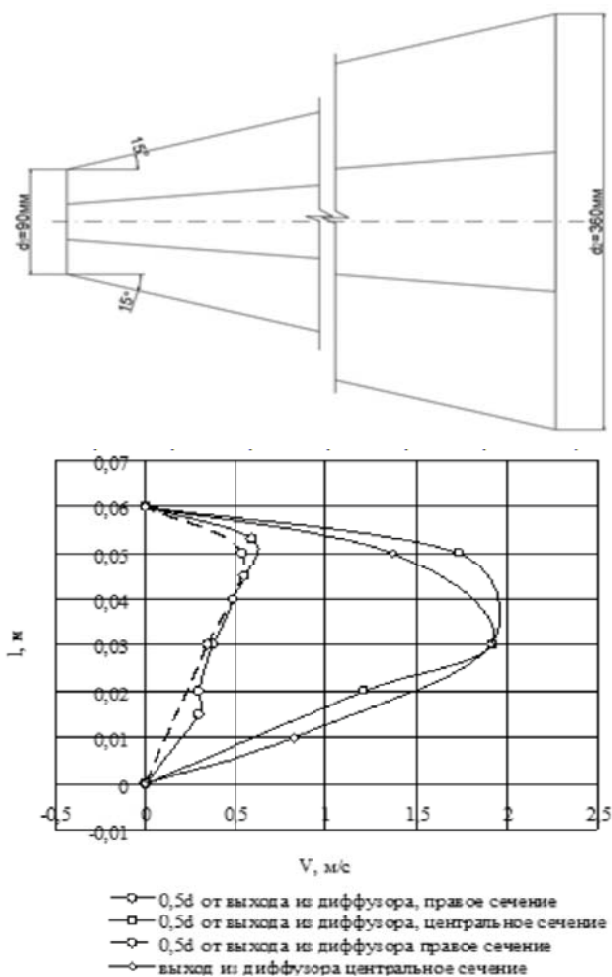 15°
d₁=90мм
15°
d₂=360мм
0,07
0,06
0,05
0,04
0,03
0,02
0,01
0
-0,01
l, м
-0,5 0 0,5 1 1,5 2 2,5
V, м/с
0,5d от выхода из диффузора, правое сечение
0,5d от выхода из диффузора, центральное сечение
0,5d от выхода из диффузора правое сечение
выход из диффузора центральное сечение